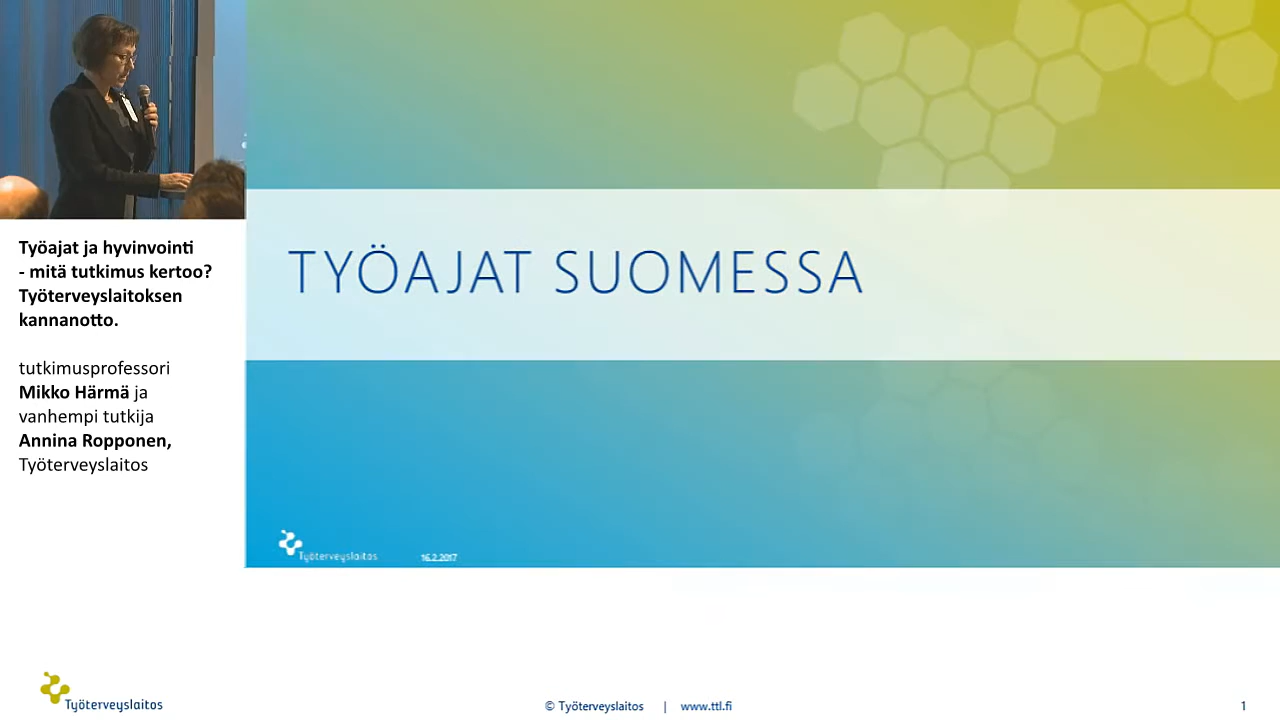 Työajat ja hyvinvointi
- mitä tutkimus kertoo?
Työterveyslaitoksen
kannanotto.
tutkimusprofessori
Mikko Härmä ja
vanhempi tutkija
Annina Ropponen,
Työterveyslaitos
TYÖAJAT SUOMESSA
Työterveyslaitos
16.2.2017
Työterveyslaitos
© Työterveyslaitos | www.ttl.fi
1